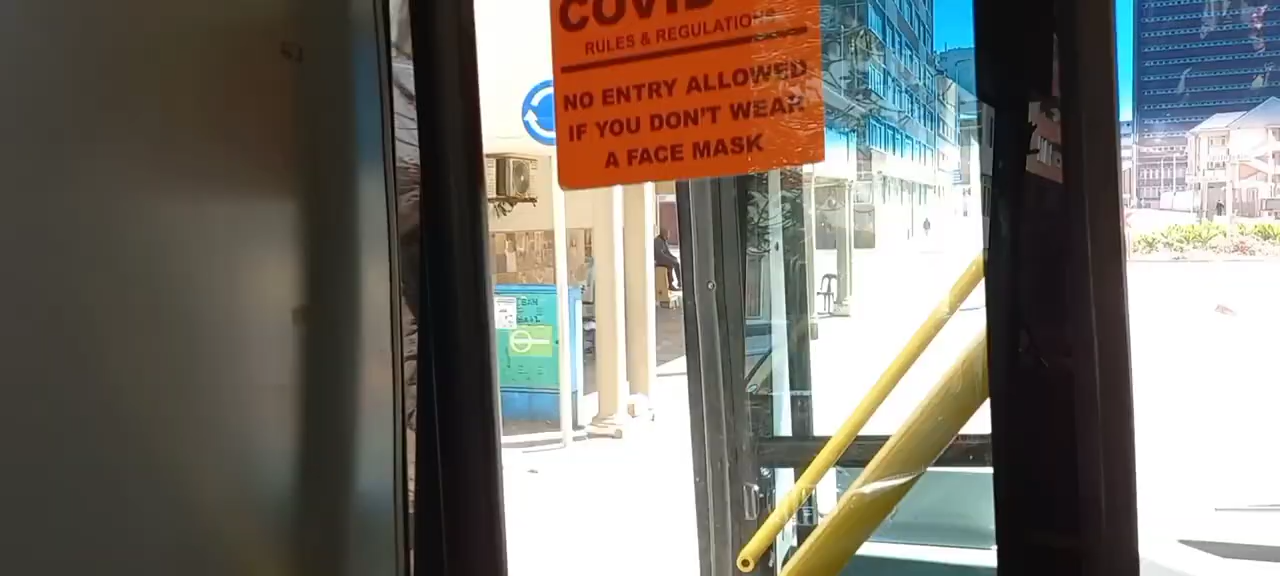 COVID
RULES & REGULATIONS
NO ENTRY ALLOWED
IF YOU DON'T WEAR
A FACE MASK